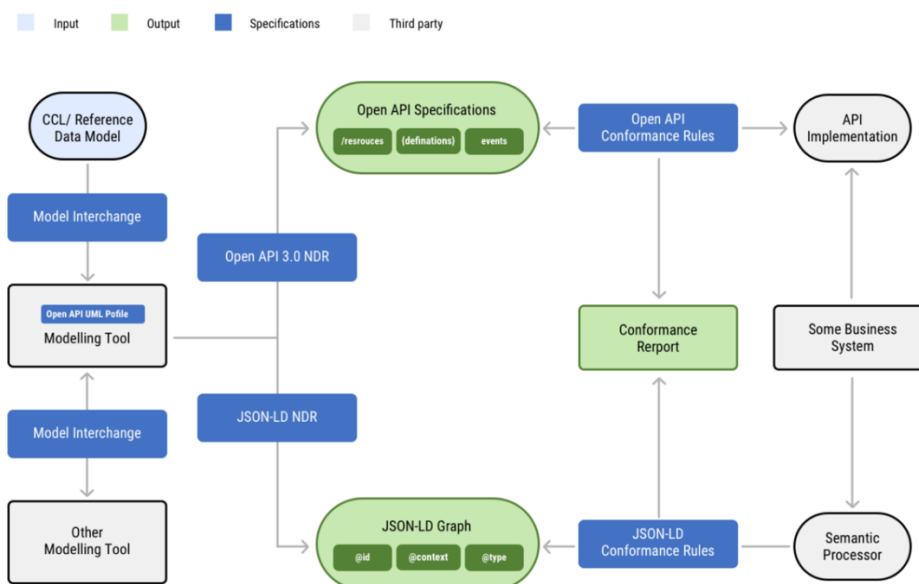 Input
Output
Specifications
Third party
CCL/ Reference
Data Model
Model Interchange
Open API UML Pofile
Modelling Tool
Model Interchange
Other
Modelling Tool
Open API 3.0 NDR
JSON-LD NDR
Open API Specifications
/resrouces
(definations)
events
JSON-LD Graph
@id
@context
@type
Open API
Conformance Rules
Conformance
Rerport
JSON-LD
Conformance Rules
API
Implementation
Some Business
System
Semantic
Processor